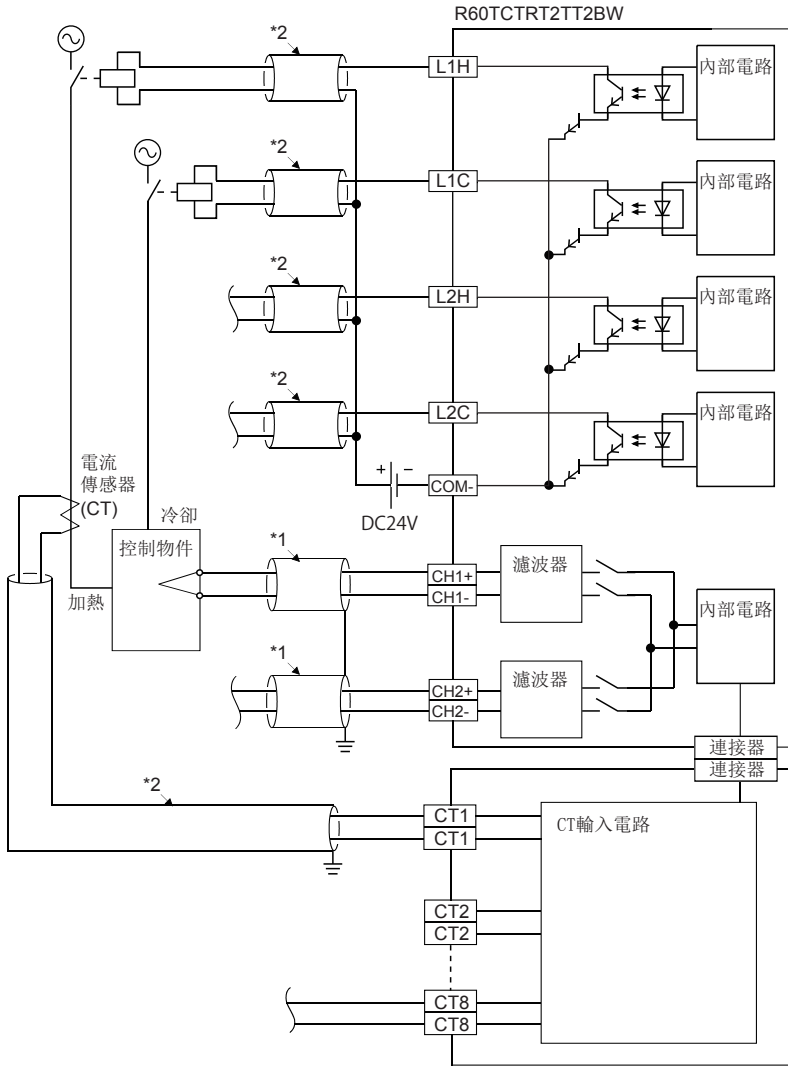 R60TCTRT2TT2BW
*2
L1H
內部電路
*2
L1C
內部電路
*2
L2H
內部電路
*2
L2C
內部電路
電流
傳感器
(CT)
+ −
COM-
DC24V
冷卻
控制物件
加熱
*1
CH1+
CH1-
濾波器
內部電路
*1
CH2+
CH2-
濾波器
連接器
連接器
*2
CT1
CT1
CT輸入電路
CT2
CT2
CT8
CT8